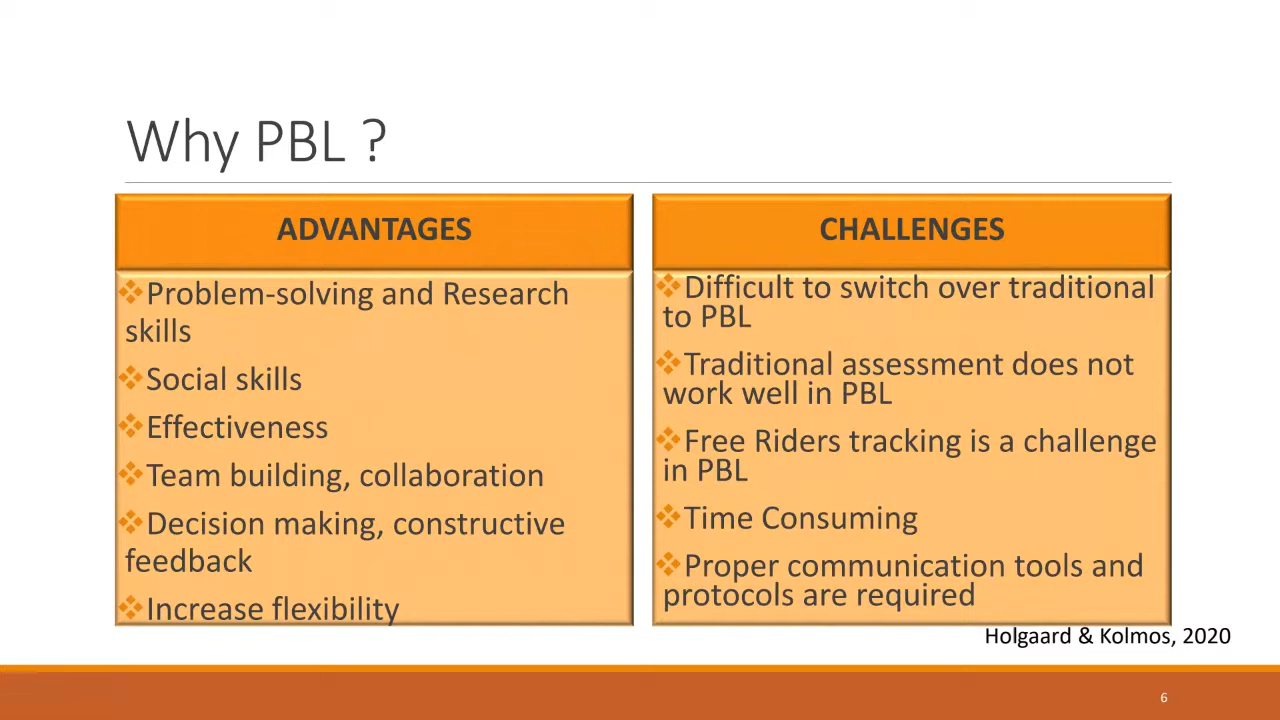 Why PBL ?
ADVANTAGES
Problem-solving and Research
skills
Social skills
Effectiveness
Team building, collaboration
Decision making, constructive
feedback
Increase flexibility
CHALLENGES
Difficult to switch over traditional
to PBL
Traditional assessment does not
work well in PBL
Free Riders tracking is a challenge
in PBL
Time Consuming
Proper communication tools and
protocols are required
Holgaard & Kolmos, 2020
6